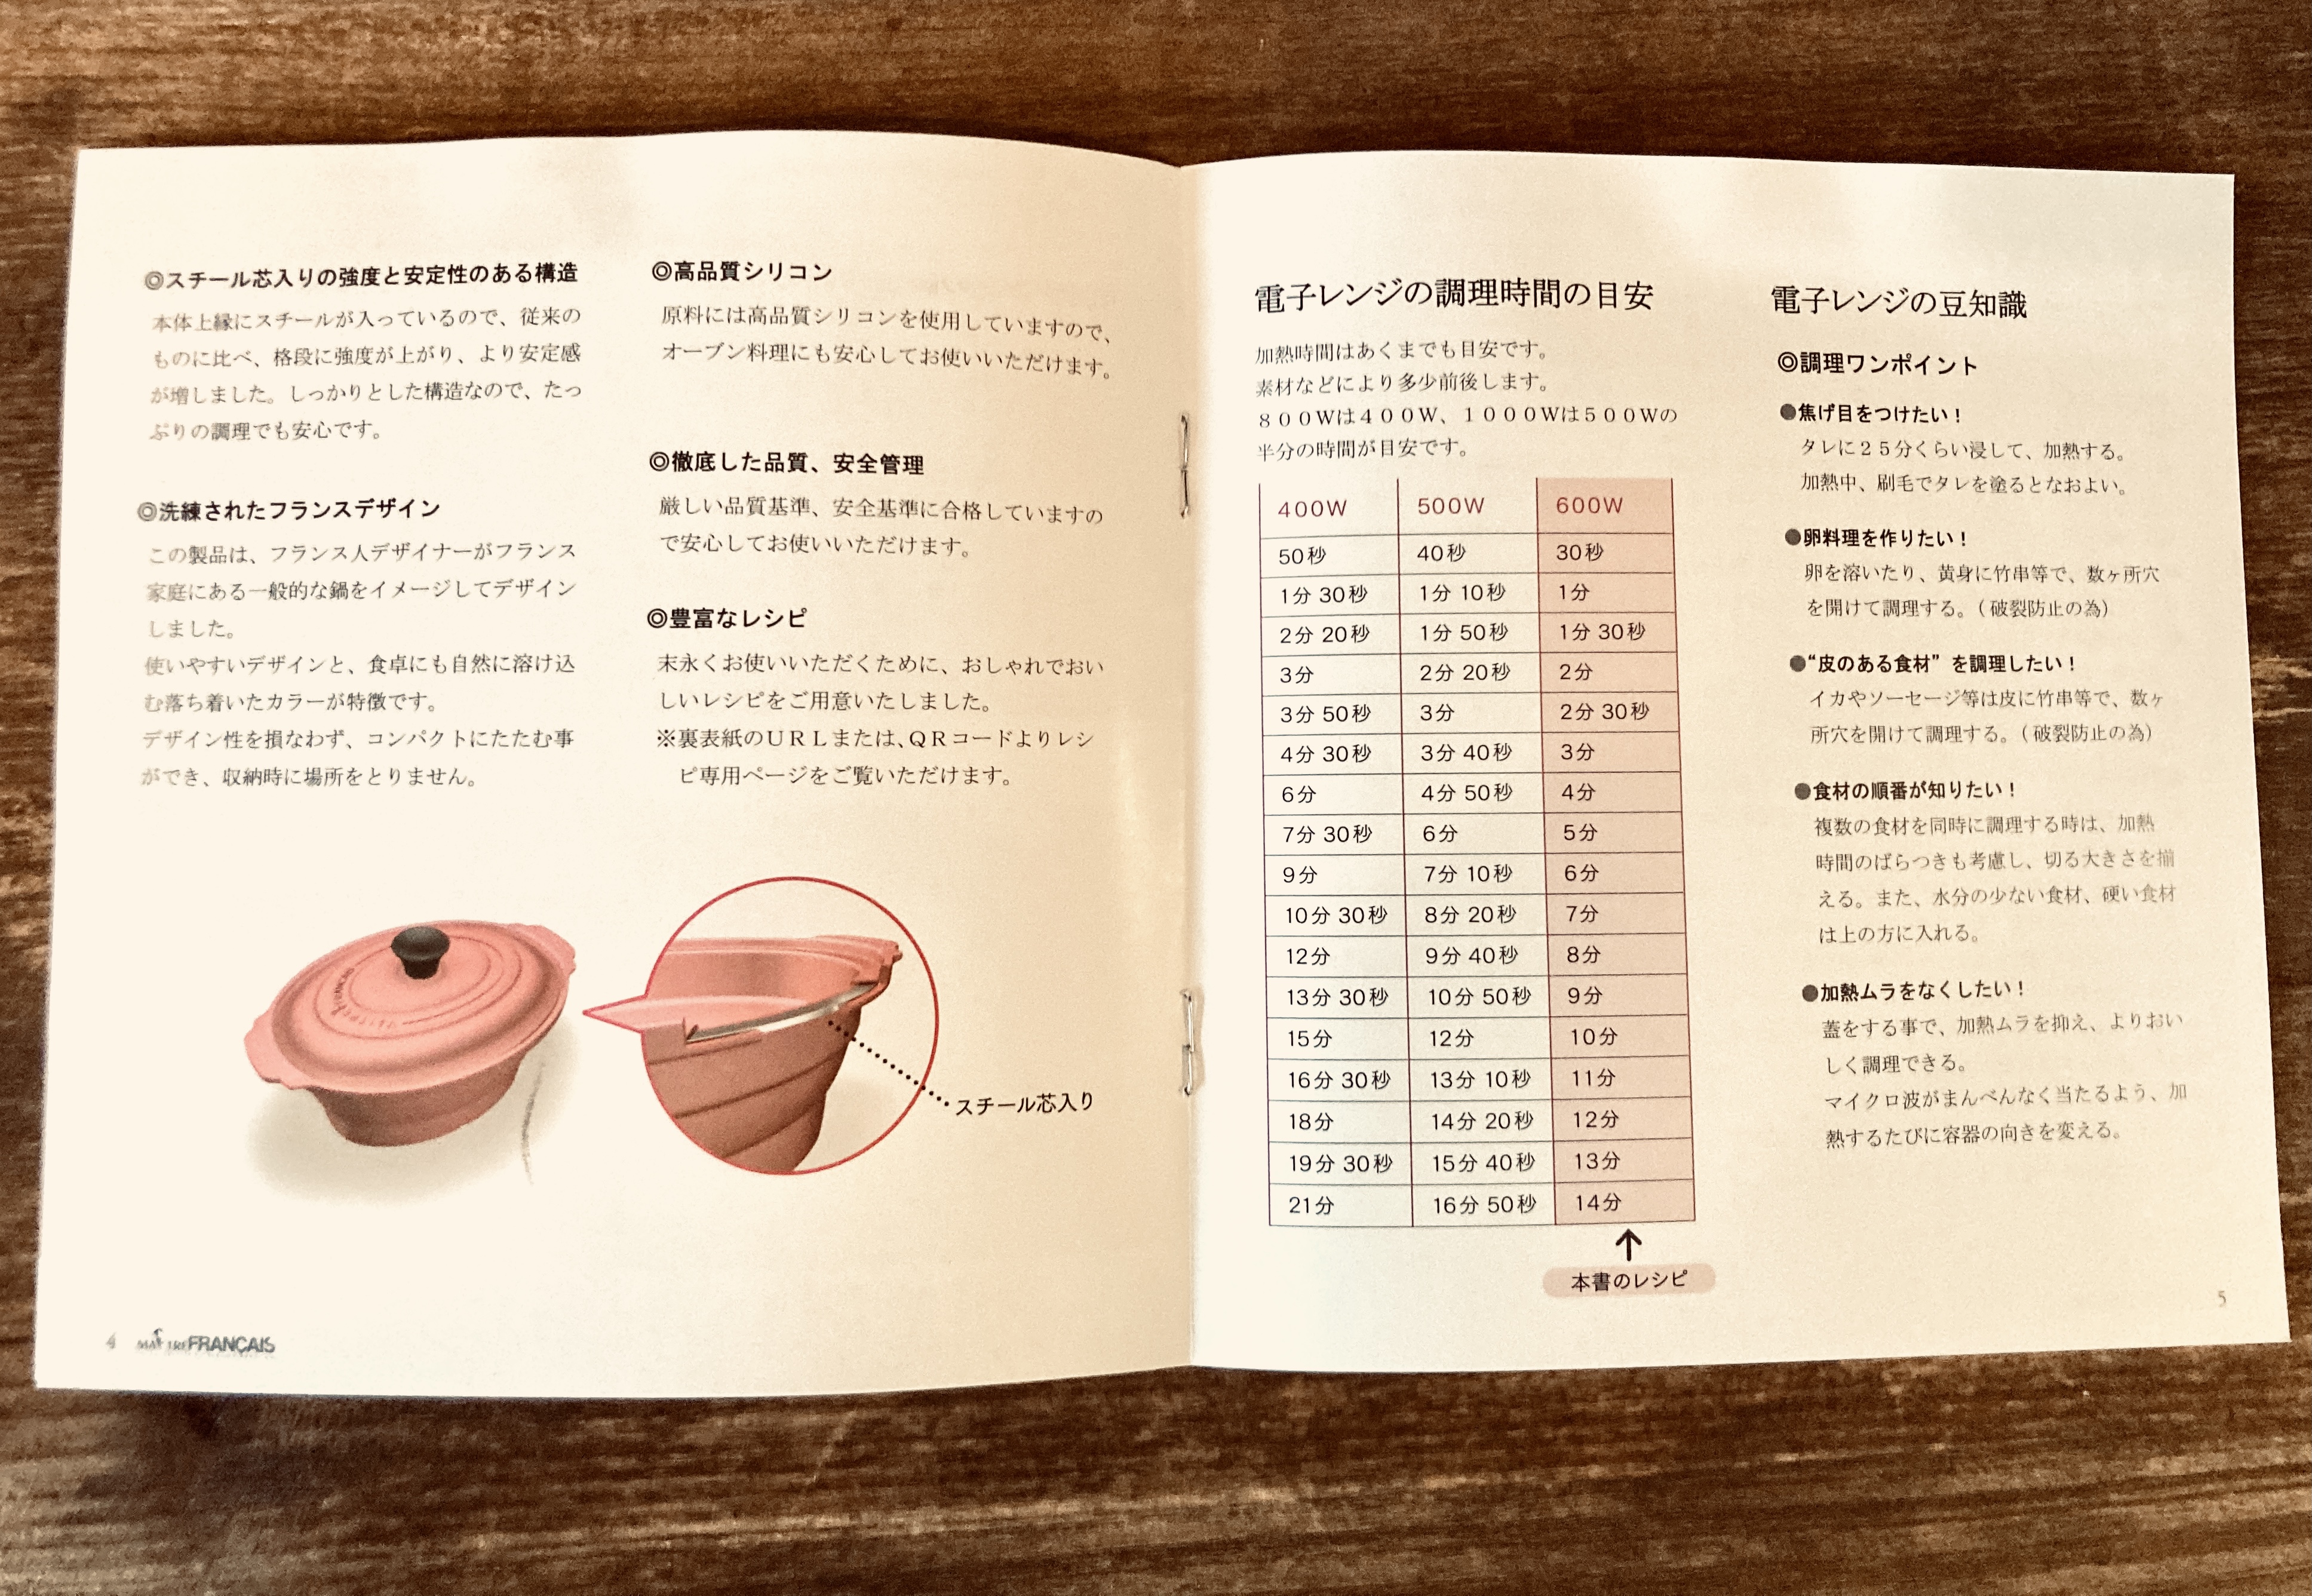 ◎スチール芯入りの強度と安定性のある構造
本体上縁にスチールが入っているので、従来の
ものに比べ、格段に強度が上がり、より安定感
が増しました。しっかりとした構造なので、たっ
ぷりの調理でも安心です。
◎洗練されたフランスデザイン
この製品は、フランス人デザイナーがフランス
家庭にある一般的な鍋をイメージしてデザイン
しました。
使いやすいデザインと、食卓にも自然に溶け込
む落ち着いたカラーが特徴です。
デザイン性を損なわず、コンパクトにたたむ事
ができ、収納時に場所をとりません。
◎高品質シリコン
原料には高品質シリコンを使用していますので、
オーブン料理にも安心してお使いいただけます。
◎徹底した品質、安全管理
厳しい品質基準、安全基準に合格していますの
で安心してお使いいただけます。
◎豊富なレシピ
末永くお使いいただくために、おしゃれでおい
しいレシピをご用意いたしました。
※裏表紙のＵＲＬまたは、ＱＲコードよりレシ
ピ専用ページをご覧いただけます。
スチール芯入り
4 MAîTREFRANÇAIS
電子レンジの調理時間の目安
加熱時間はあくまでも目安です。
素材などにより多少前後します。
８００Wは４００W、１０００Wは５００Wの
半分の時間が目安です。
400W 500W 600W
50秒 40秒 30秒
1分 30秒 1分 10秒 1分
2分 20秒 1分 50秒 1分 30秒
3分 2分 20秒 2分
3分 50秒 3分 2分 30秒
4分 30秒 3分 40秒 3分
6分 4分 50秒 4分
7分 30秒 6分 5分
9分 7分 10秒 6分
10分 30秒 8分 20秒 7分
12分 9分 40秒 8分
13分 30秒 10分 50秒 9分
15分 12分 10分
16分 30秒 13分 10秒 11分
18分 14分 20秒 12分
19分 30秒 15分 40秒 13分
21分 16分 50秒 14分
↑
本書のレシピ
電子レンジの豆知識
◎調理ワンポイント
●焦げ目をつけたい！
タレに２５分くらい浸して、加熱する。
加熱中、刷毛でタレを塗るとなおよい。
●卵料理を作りたい！
卵を溶いたり、黄身に竹串等で、数ヶ所穴
を開けて調理する。（破裂防止の為）
●“皮のある食材” を調理したい！
イカやソーセージ等は皮に竹串等で、数ヶ
所穴を開けて調理する。（破裂防止の為）
●食材の順番が知りたい！
複数の食材を同時に調理する時は、加熱
時間のばらつきも考慮し、切る大きさを揃
える。また、水分の少ない食材、硬い食材
は上の方に入れる。
●加熱ムラをなくしたい！
蓋をする事で、加熱ムラを抑え、よりおい
しく調理できる。
マイクロ波がまんべんなく当たるよう、加
熱するたびに容器の向きを変える。
5